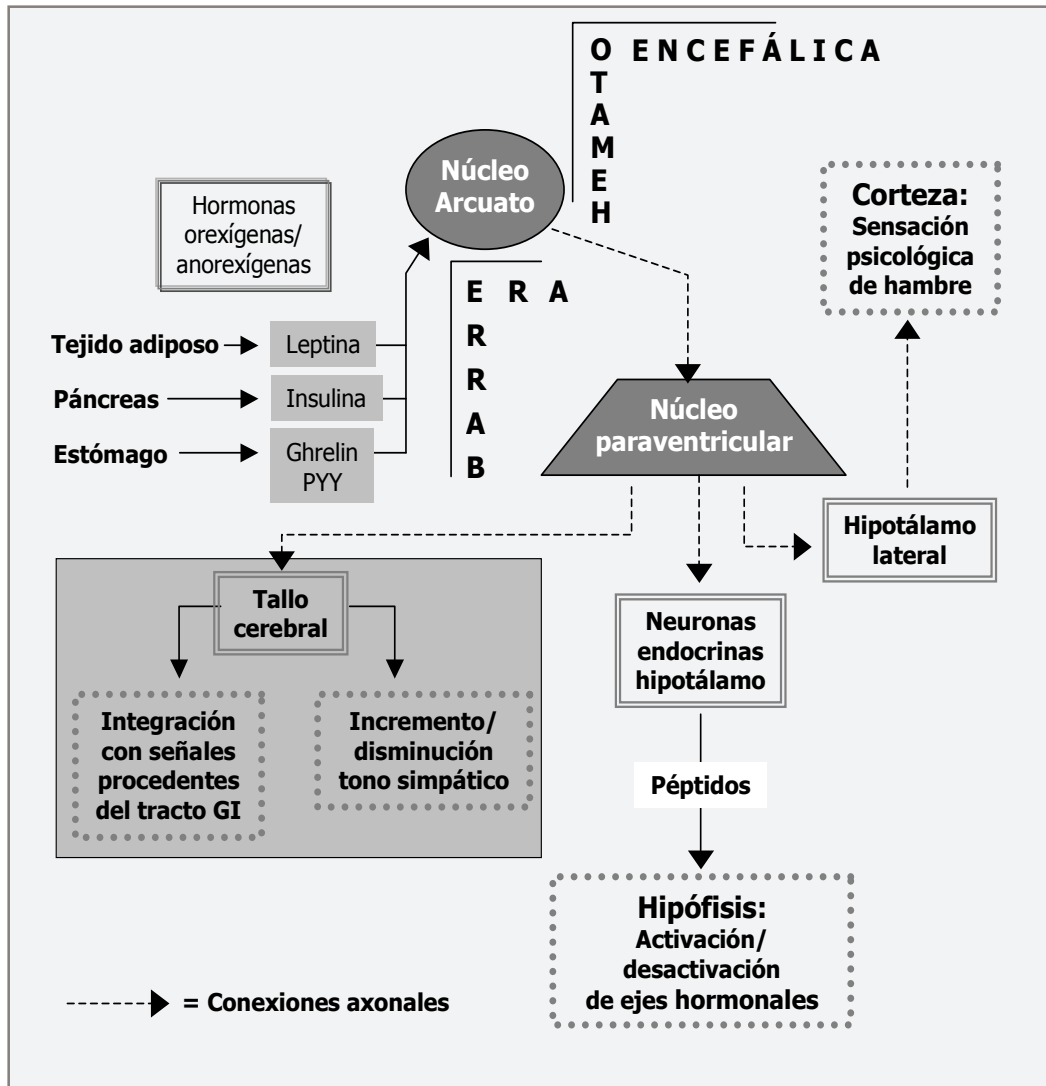 BARRERA
HEMATOENCEFÁLICA
Núcleo
Arcuato
Hormonas
orexígenas/
anorexígenas
Corteza:
Sensación
psicológica
de hambre
Tejido adiposo
Leptina
Páncreas
Insulina
Estómago
Ghrelin
PYY
Núcleo
paraventricular
Hipotálamo
lateral
Tallo
cerebral
Neuronas
endocrinas
hipotálamo
Integración
con señales
procedentes
del tracto GI
Incremento/
disminución
tono simpático
Péptidos
Hipófisis:
Activación/
desactivación
de ejes hormonales
= Conexiones axonales